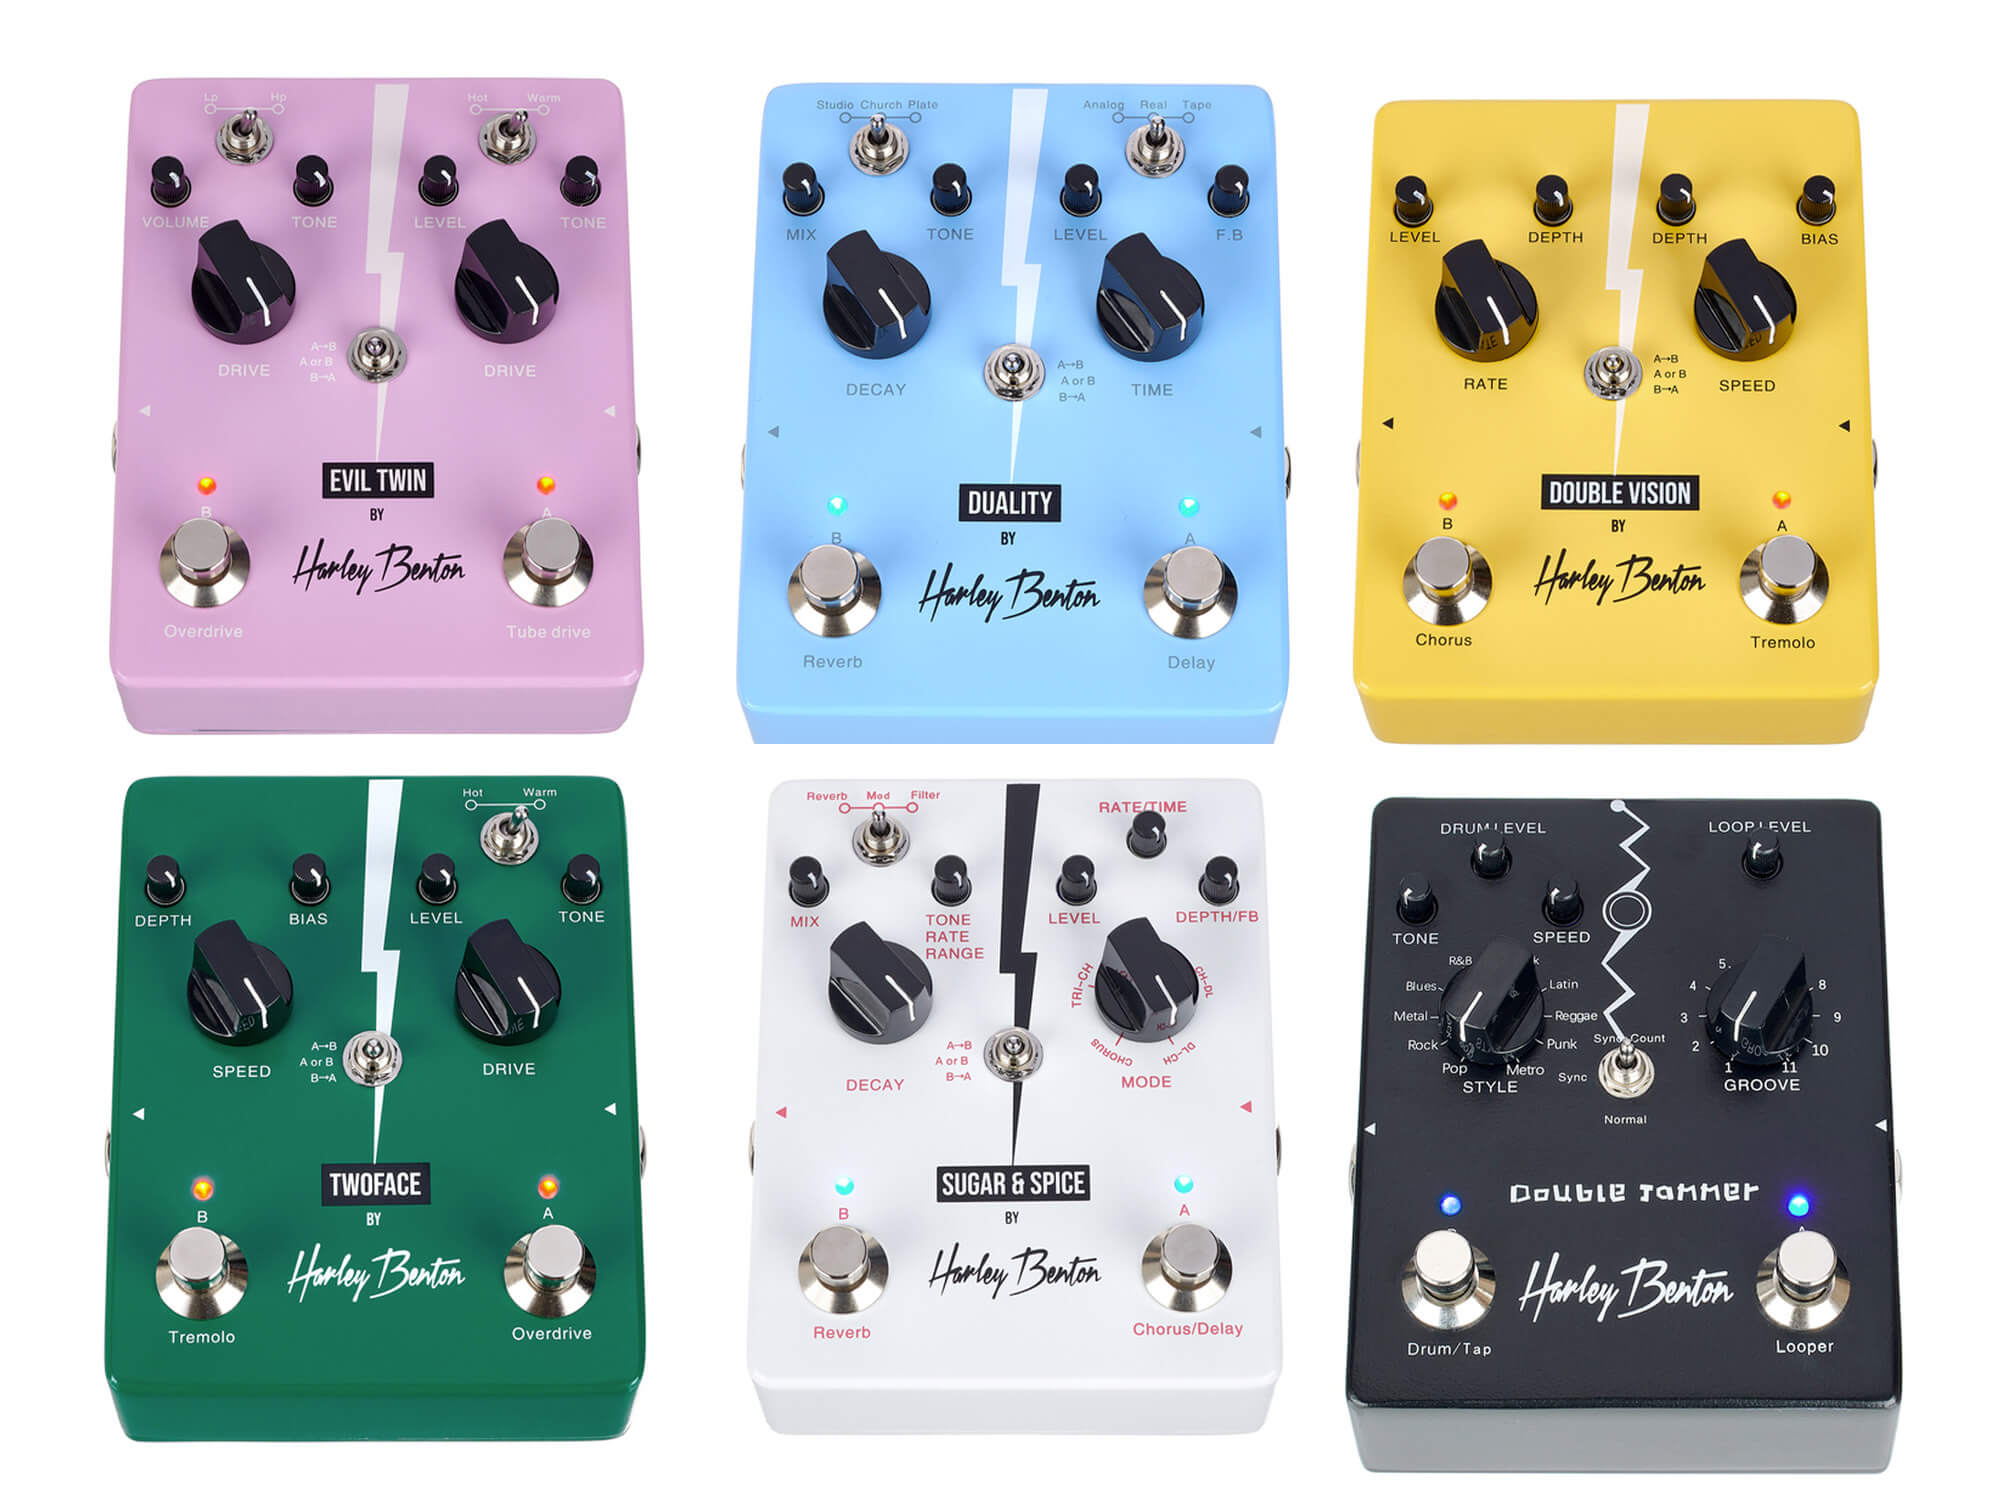 Lp Hp
Hot Warm
VOLUME TONE LEVEL TONE
DRIVE DRIVE
A→B
A or B
B→A
EVIL TWIN
BY
B A
Harley Benton
Overdrive Tube drive
Studio Church Plate
Analog Real Tape
MIX TONE LEVEL F.B
DECAY TIME
A→B
A or B
B→A
DUALITY
BY
B A
Harley Benton
Reverb Delay
LEVEL DEPTH DEPTH BIAS
RATE SPEED
A→B
A or B
B→A
DOUBLE VISION
BY
B A
Harley Benton
Chorus Tremolo
Hot Warm
DEPTH BIAS LEVEL TONE
SPEED DRIVE
A→B
A or B
B→A
TWOFACE
BY
B A
Harley Benton
Tremolo Overdrive
Reverb Mod Filter
RATE/TIME
MIX TONE LEVEL DEPTH/FB
RATE
RANGE
TRI-CH CH-DL
CHORUS DL-CH
DECAY MODE
A→B
A or B
B→A
SUGAR & SPICE
BY
B A
Harley Benton
Reverb Chorus/Delay
DRUM LEVEL LOOP LEVEL
TONE SPEED
R&B
Blues Latin
Metal Reggae
Rock Punk
Pop Metro
STYLE
Sync Count
Sync
Normal
5. 4 3 2 1 11 10 9 8
GROOVE
DOUBLE JAMMER
Harley Benton
Drum/Tap Looper